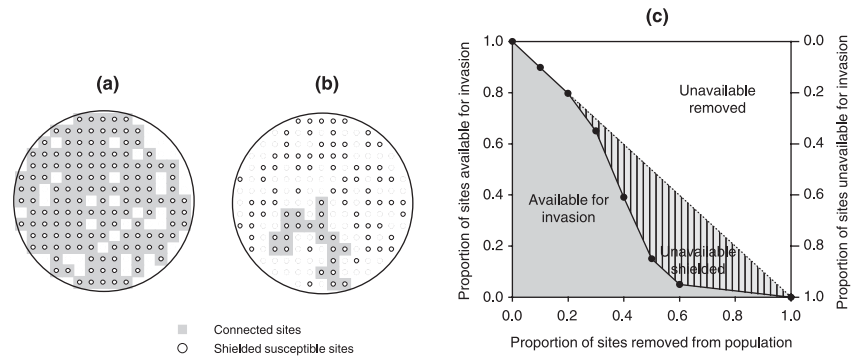 (a)
(b)
Connected sites
Shielded susceptible sites
(c)
Proportion of sites available for invasion
1.0
0.8
0.6
0.4
0.2
0.0
Unavailable
removed
Available for
invasion
Unavailable
shielded
0.0
0.2
0.4
0.6
0.8
1.0
Proportion of sites unavailable for invasion
0.0 0.2 0.4 0.6 0.8 1.0
Proportion of sites removed from population